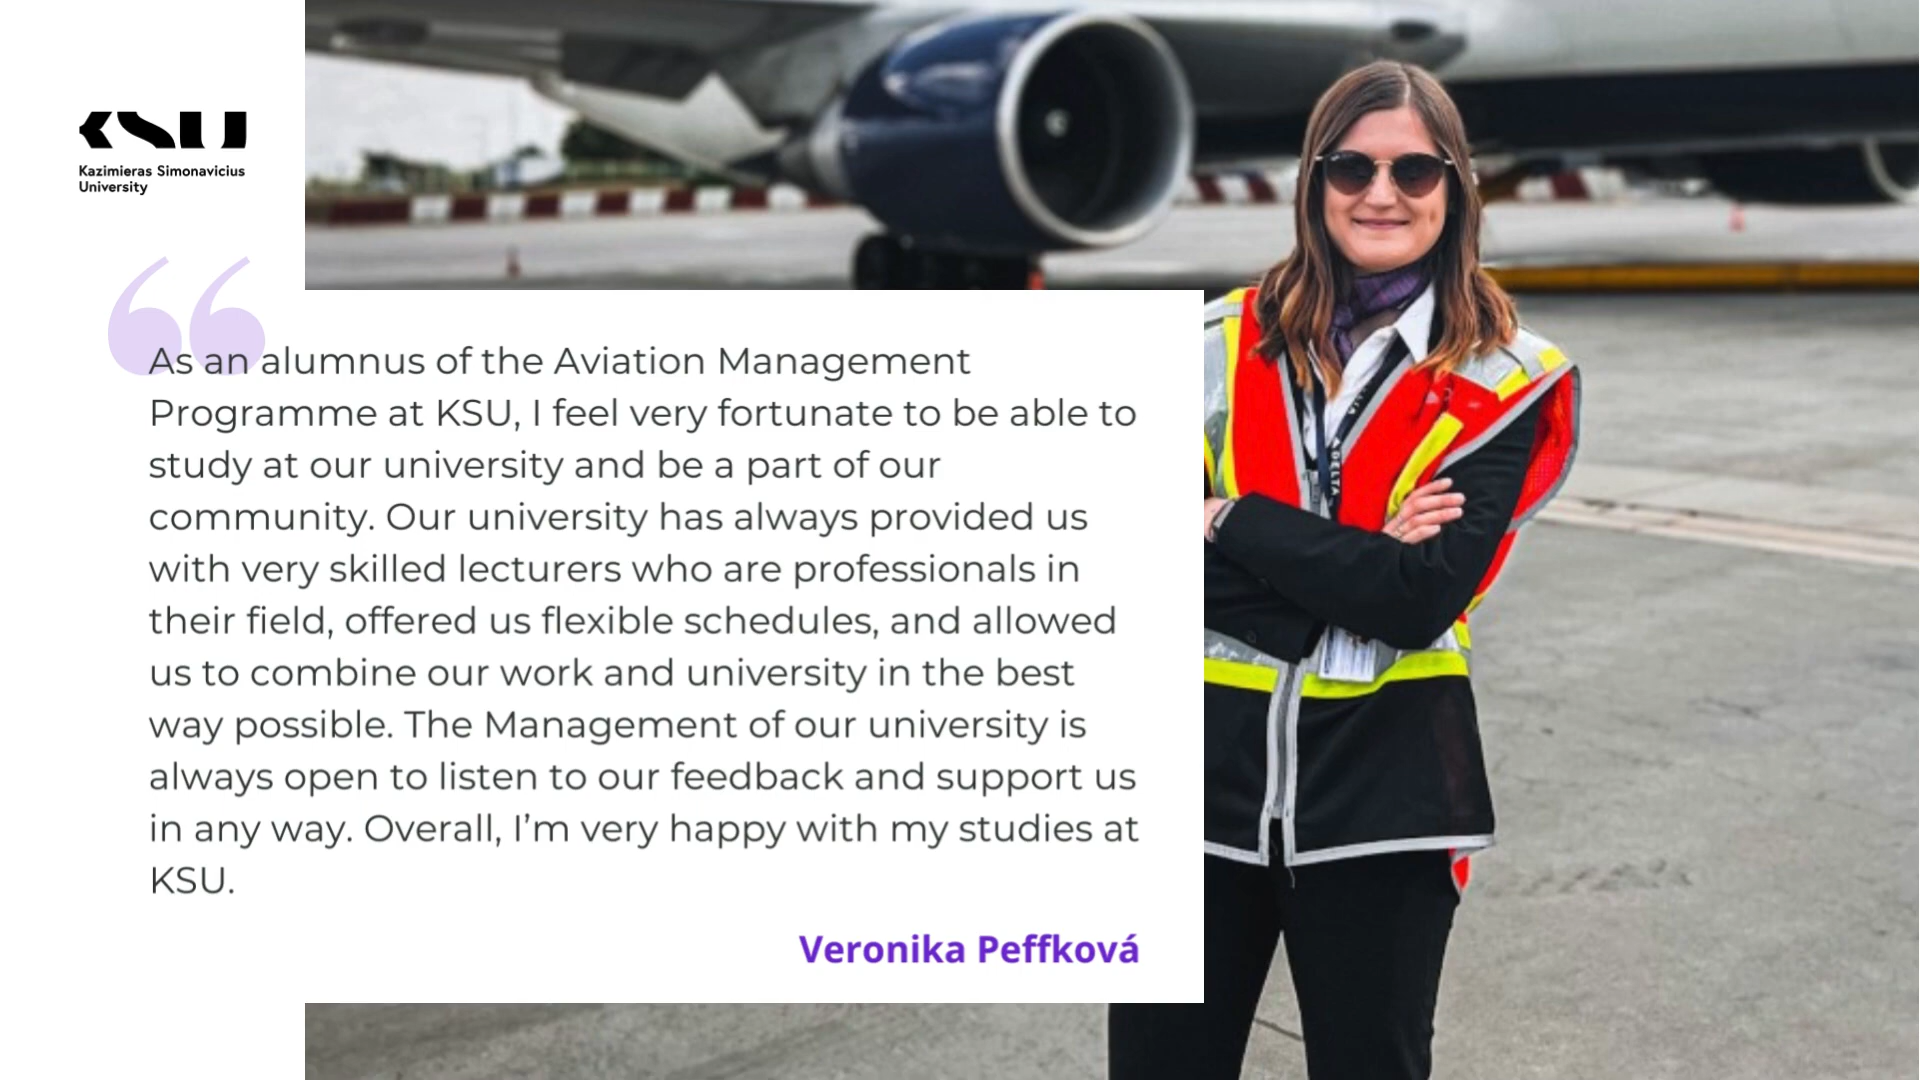 KSU
Kazimieras Simonavicius
University
As an alumnus of the Aviation Management
Programme at KSU, I feel very fortunate to be able to
study at our university and be a part of our
community. Our university has always provided us
with very skilled lecturers who are professionals in
their field, offered us flexible schedules, and allowed
us to combine our work and university in the best
way possible. The Management of our university is
always open to listen to our feedback and support us
in any way. Overall, I’m very happy with my studies at
KSU.
Veronika Peffková
DELTA